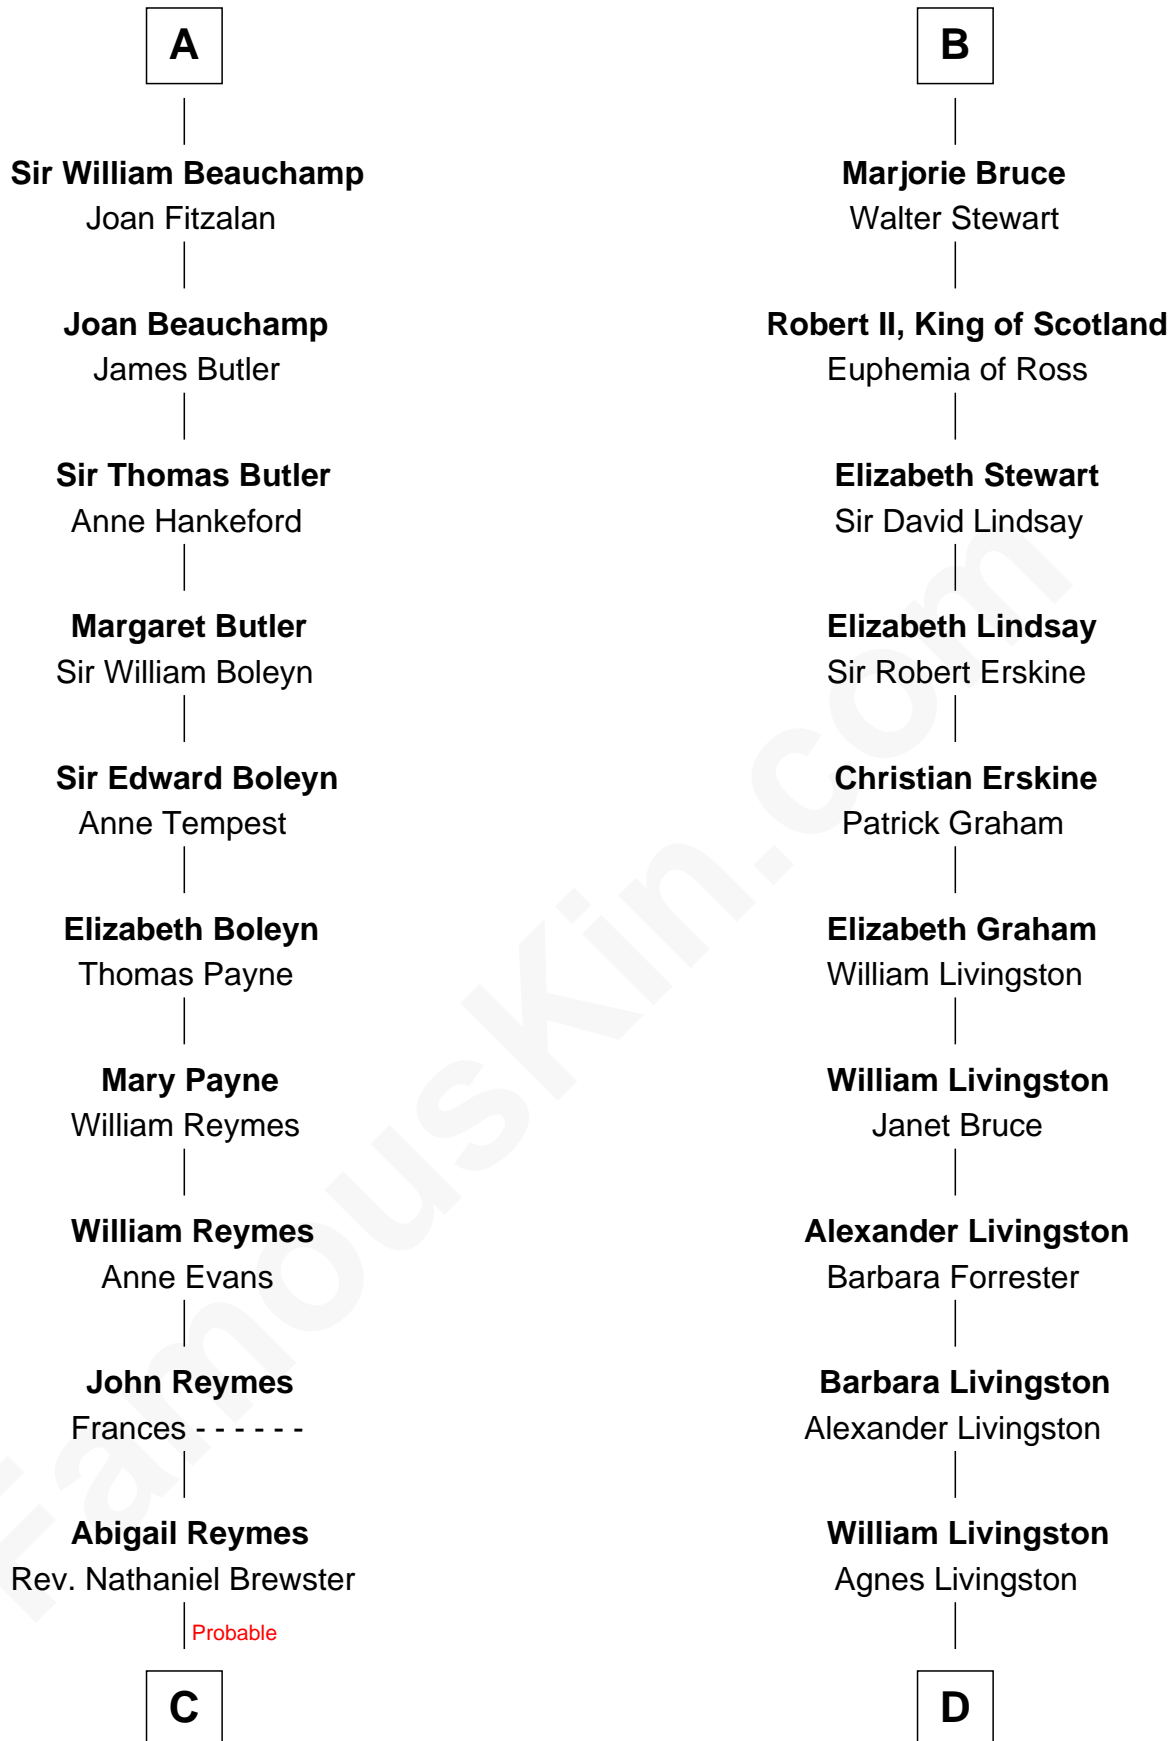 A
Sir William Beauchamp
Joan Fitzalan
Joan Beauchamp
James Butler
Sir Thomas Butler
Anne Hankeford
Margaret Butler
Sir William Boleyn
Sir Edward Boleyn
Anne Tempest
Elizabeth Boleyn
Thomas Payne
Mary Payne
William Reymes
William Reymes
Anne Evans
John Reymes
Frances - - - - - -
Abigail Reymes
Rev. Nathaniel Brewster
Probable
C
B
Marjorie Bruce
Walter Stewart
Robert II, King of Scotland
Euphemia of Ross
Elizabeth Stewart
Sir David Lindsay
Elizabeth Lindsay
Sir Robert Erskine
Christian Erskine
Patrick Graham
Elizabeth Graham
William Livingston
William Livingston
Janet Bruce
Alexander Livingston
Barbara Forrester
Barbara Livingston
Alexander Livingston
William Livingston
Agnes Livingston
D
FamousKin.com